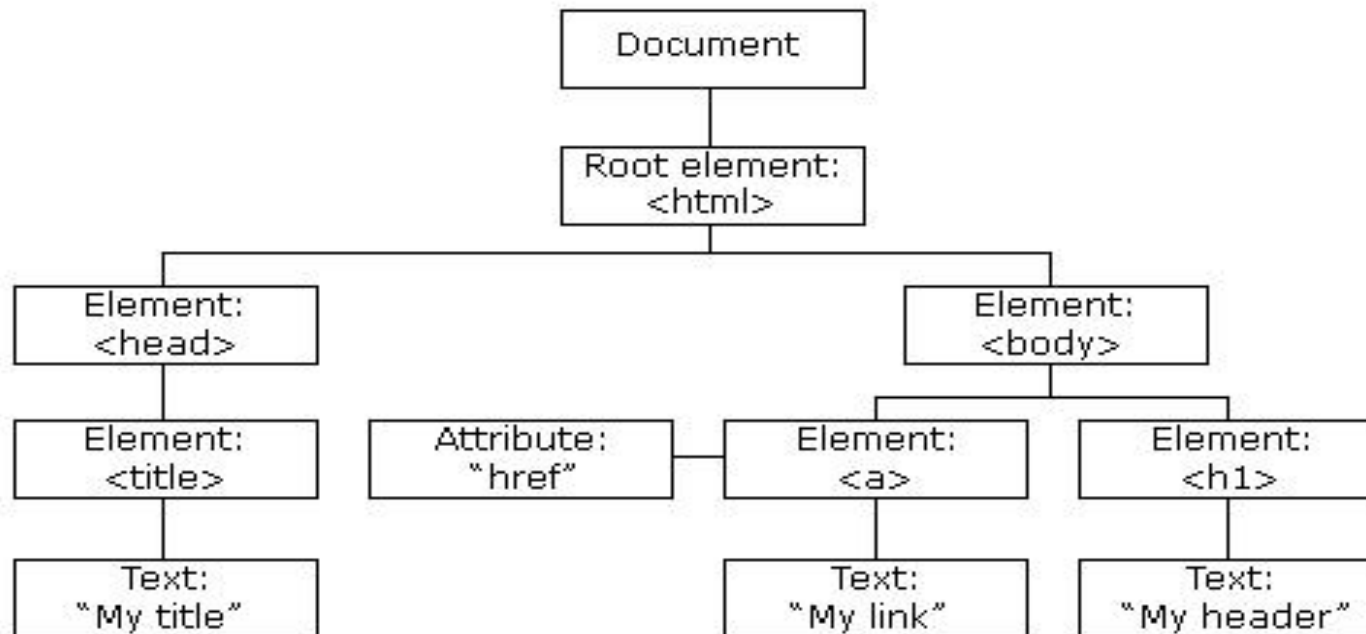 Document
Root element:
<html>
Element:
<head>
Element:
<body>
Element:
<title>
Attribute:
“href”
Element:
<a>
Element:
<h1>
Text:
“My title”
Text:
“My link”
Text:
“My header”